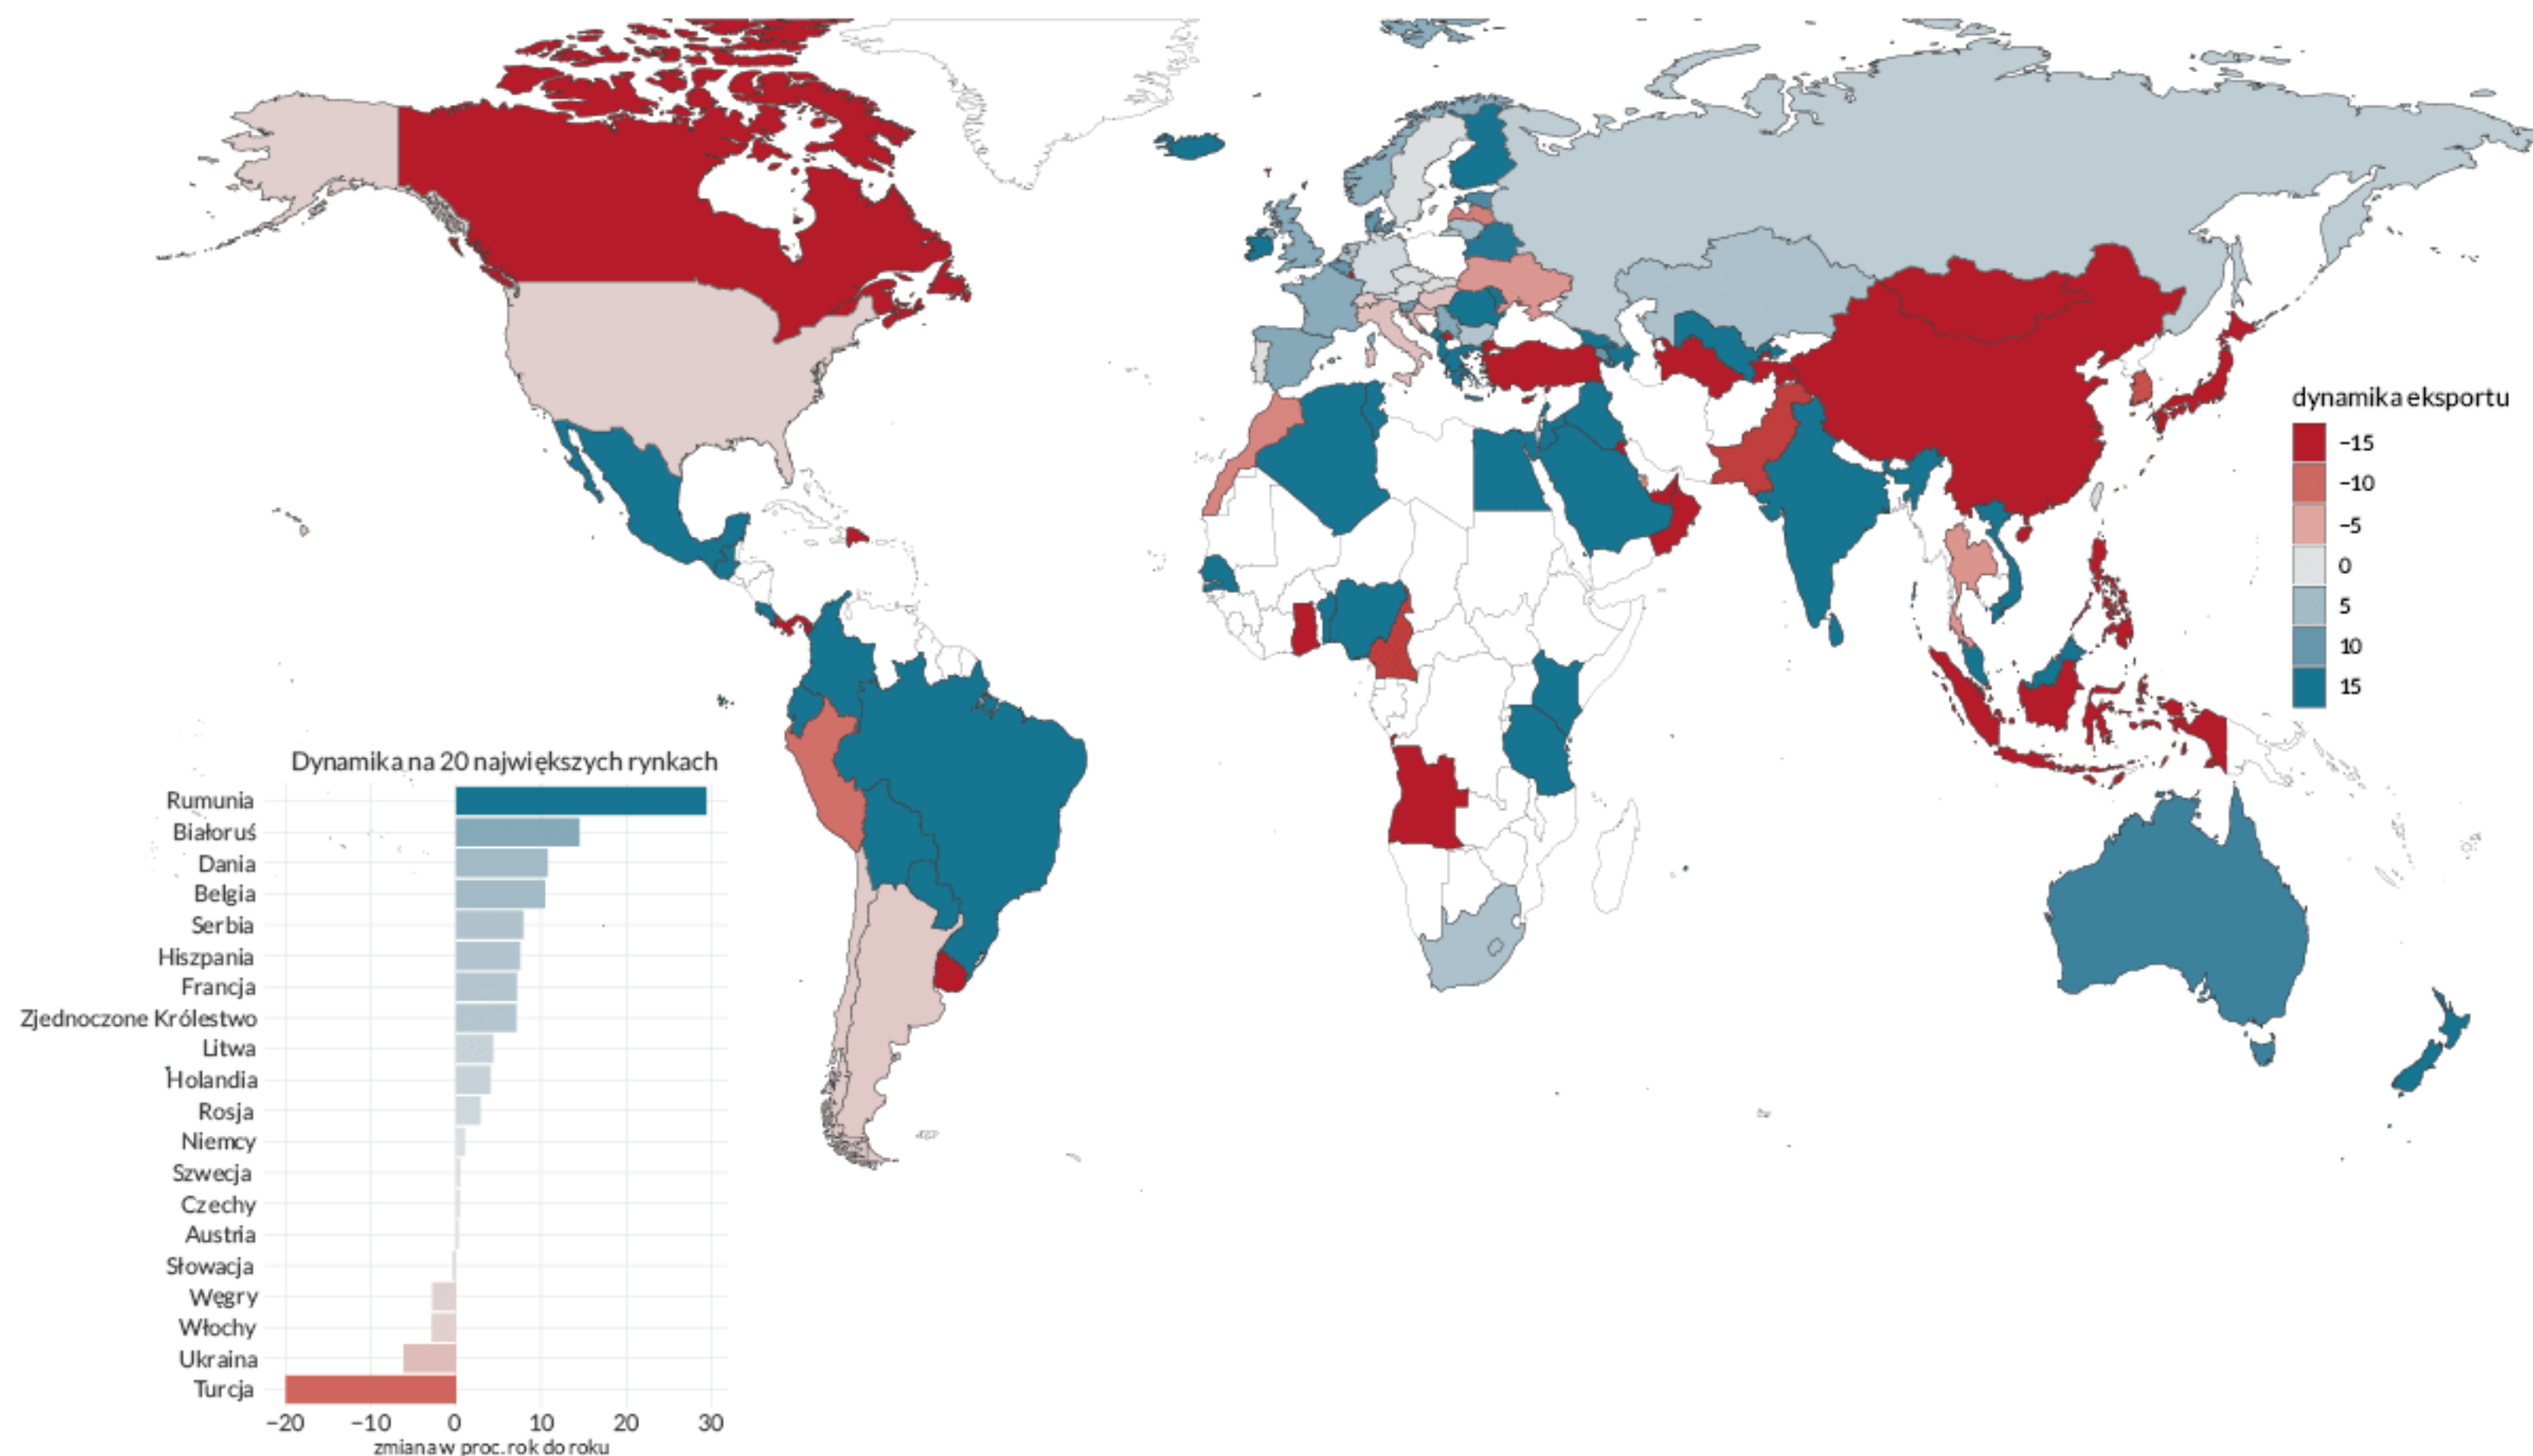 dynamika eksportu
−15
−10
−5
0
5
10
15
Dynamika na 20 największych rynkach
Rumunia
Białoruś
Dania
Belgia
Serbia
Hiszpania
Francja
Zjednoczone Królestwo
Litwa
Holandia
Rosja
Niemcy
Szwecja
Czechy
Austria
Słowacja
Węgry
Włochy
Ukraina
Turcja
−20 −10 0 10 20 30
zmiana w proc. rok do roku